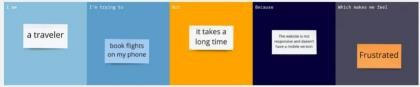 I am
I'm trying to
But
Because
Which makes me feel
a traveler
book flights
on my phone
it takes a
long time
The website is not
responsive and doesn't
have a mobile version
Frustrated